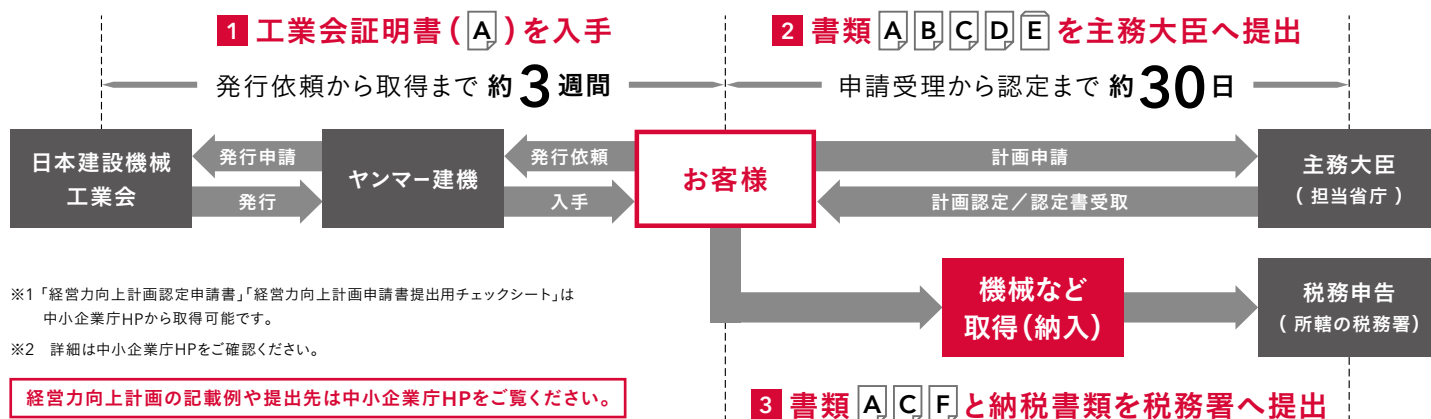 1 工業会証明書(A)を入手
2 書類 A B C D E を主務大臣へ提出
発行依頼から取得まで 約3週間
申請受理から認定まで 約30日
日本建設機械
工業会
発行申請
発行
ヤンマー建機
発行依頼
入手
お客様
計画申請
計画認定/認定書受取
主務大臣
(担当省庁)
機械など
取得(納入)
税務申告
(所轄の税務署)
※1「経営力向上計画認定申請書」「経営力向上計画申請書提出用チェックシート」は
中小企業庁HPから取得可能です。
※2 詳細は中小企業庁HPをご確認ください。
経営力向上計画の記載例や提出先は中小企業庁HPをご覧ください。
3 書類 A C F と納税書類を税務署へ提出